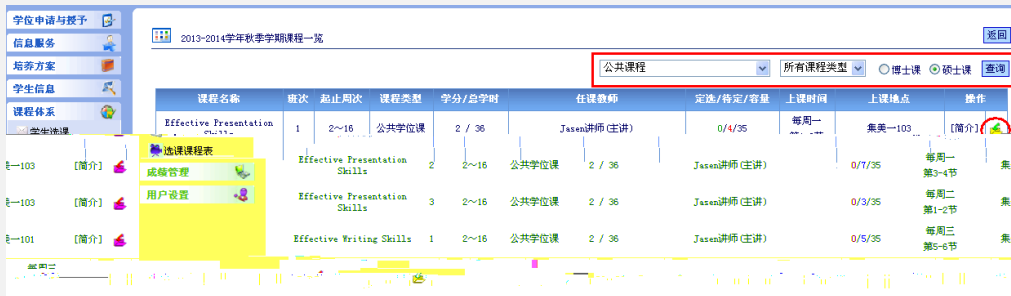 学位申请与授予
信息服务
培养方案
学生信息
课程体系
学生选课
2013-2014学年秋季学期课程一览
返回
公共课程 所有课程类型 博士课 硕士课 查询
课程名称 班次 起止周次 课程类型 学分/总学时 任课教师 定选/待定/容量 上课时间 上课地点 操作
Effective Presentation Skills 1 2~16 公共学位课 2 / 36 Jasen讲师(主讲) 0/4/35 每周一 集美一103 [简介]
选课课程表
成绩管理
用户设置
美一103 [简介]
Effective Presentation Skills 2 2~16 公共学位课 2 / 36 Jasen讲师(主讲) 0/7/35 每周一 第3-4节 集
美一103 [简介]
Effective Presentation Skills 3 2~16 公共学位课 2 / 36 Jasen讲师(主讲) 0/3/35 每周二 第1-2节 集
美一101 [简介]
Effective Writing Skills 1 2~16 公共学位课 2 / 36 Jasen讲师(主讲) 0/5/35 每周三 第5-6节 集
每周三